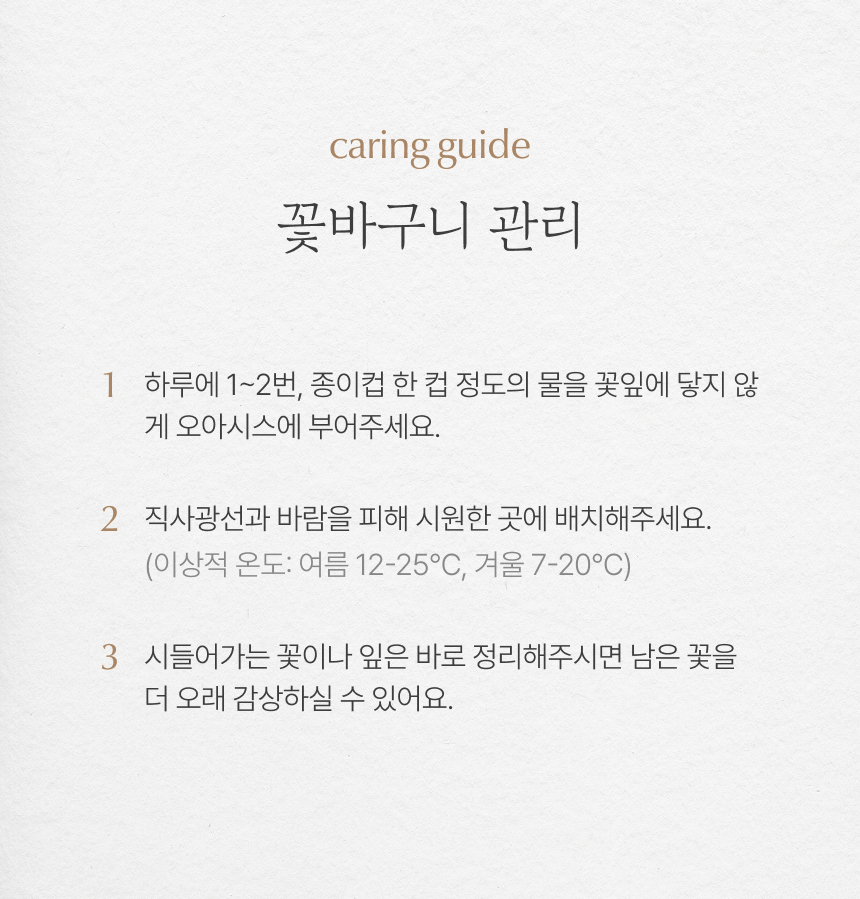 caring guide
꽃바구니 관리
1 하루에 1~2번, 종이컵 한 컵 정도의 물을 꽃잎에 닿지 않
게 오아시스에 부어주세요.
2 직사광선과 바람을 피해 시원한 곳에 배치해주세요.
(이상적 온도: 여름 12-25°C, 겨울 7-20°C)
3 시들어가는 꽃이나 잎은 바로 정리해주시면 남은 꽃을
더 오래 감상하실 수 있어요.